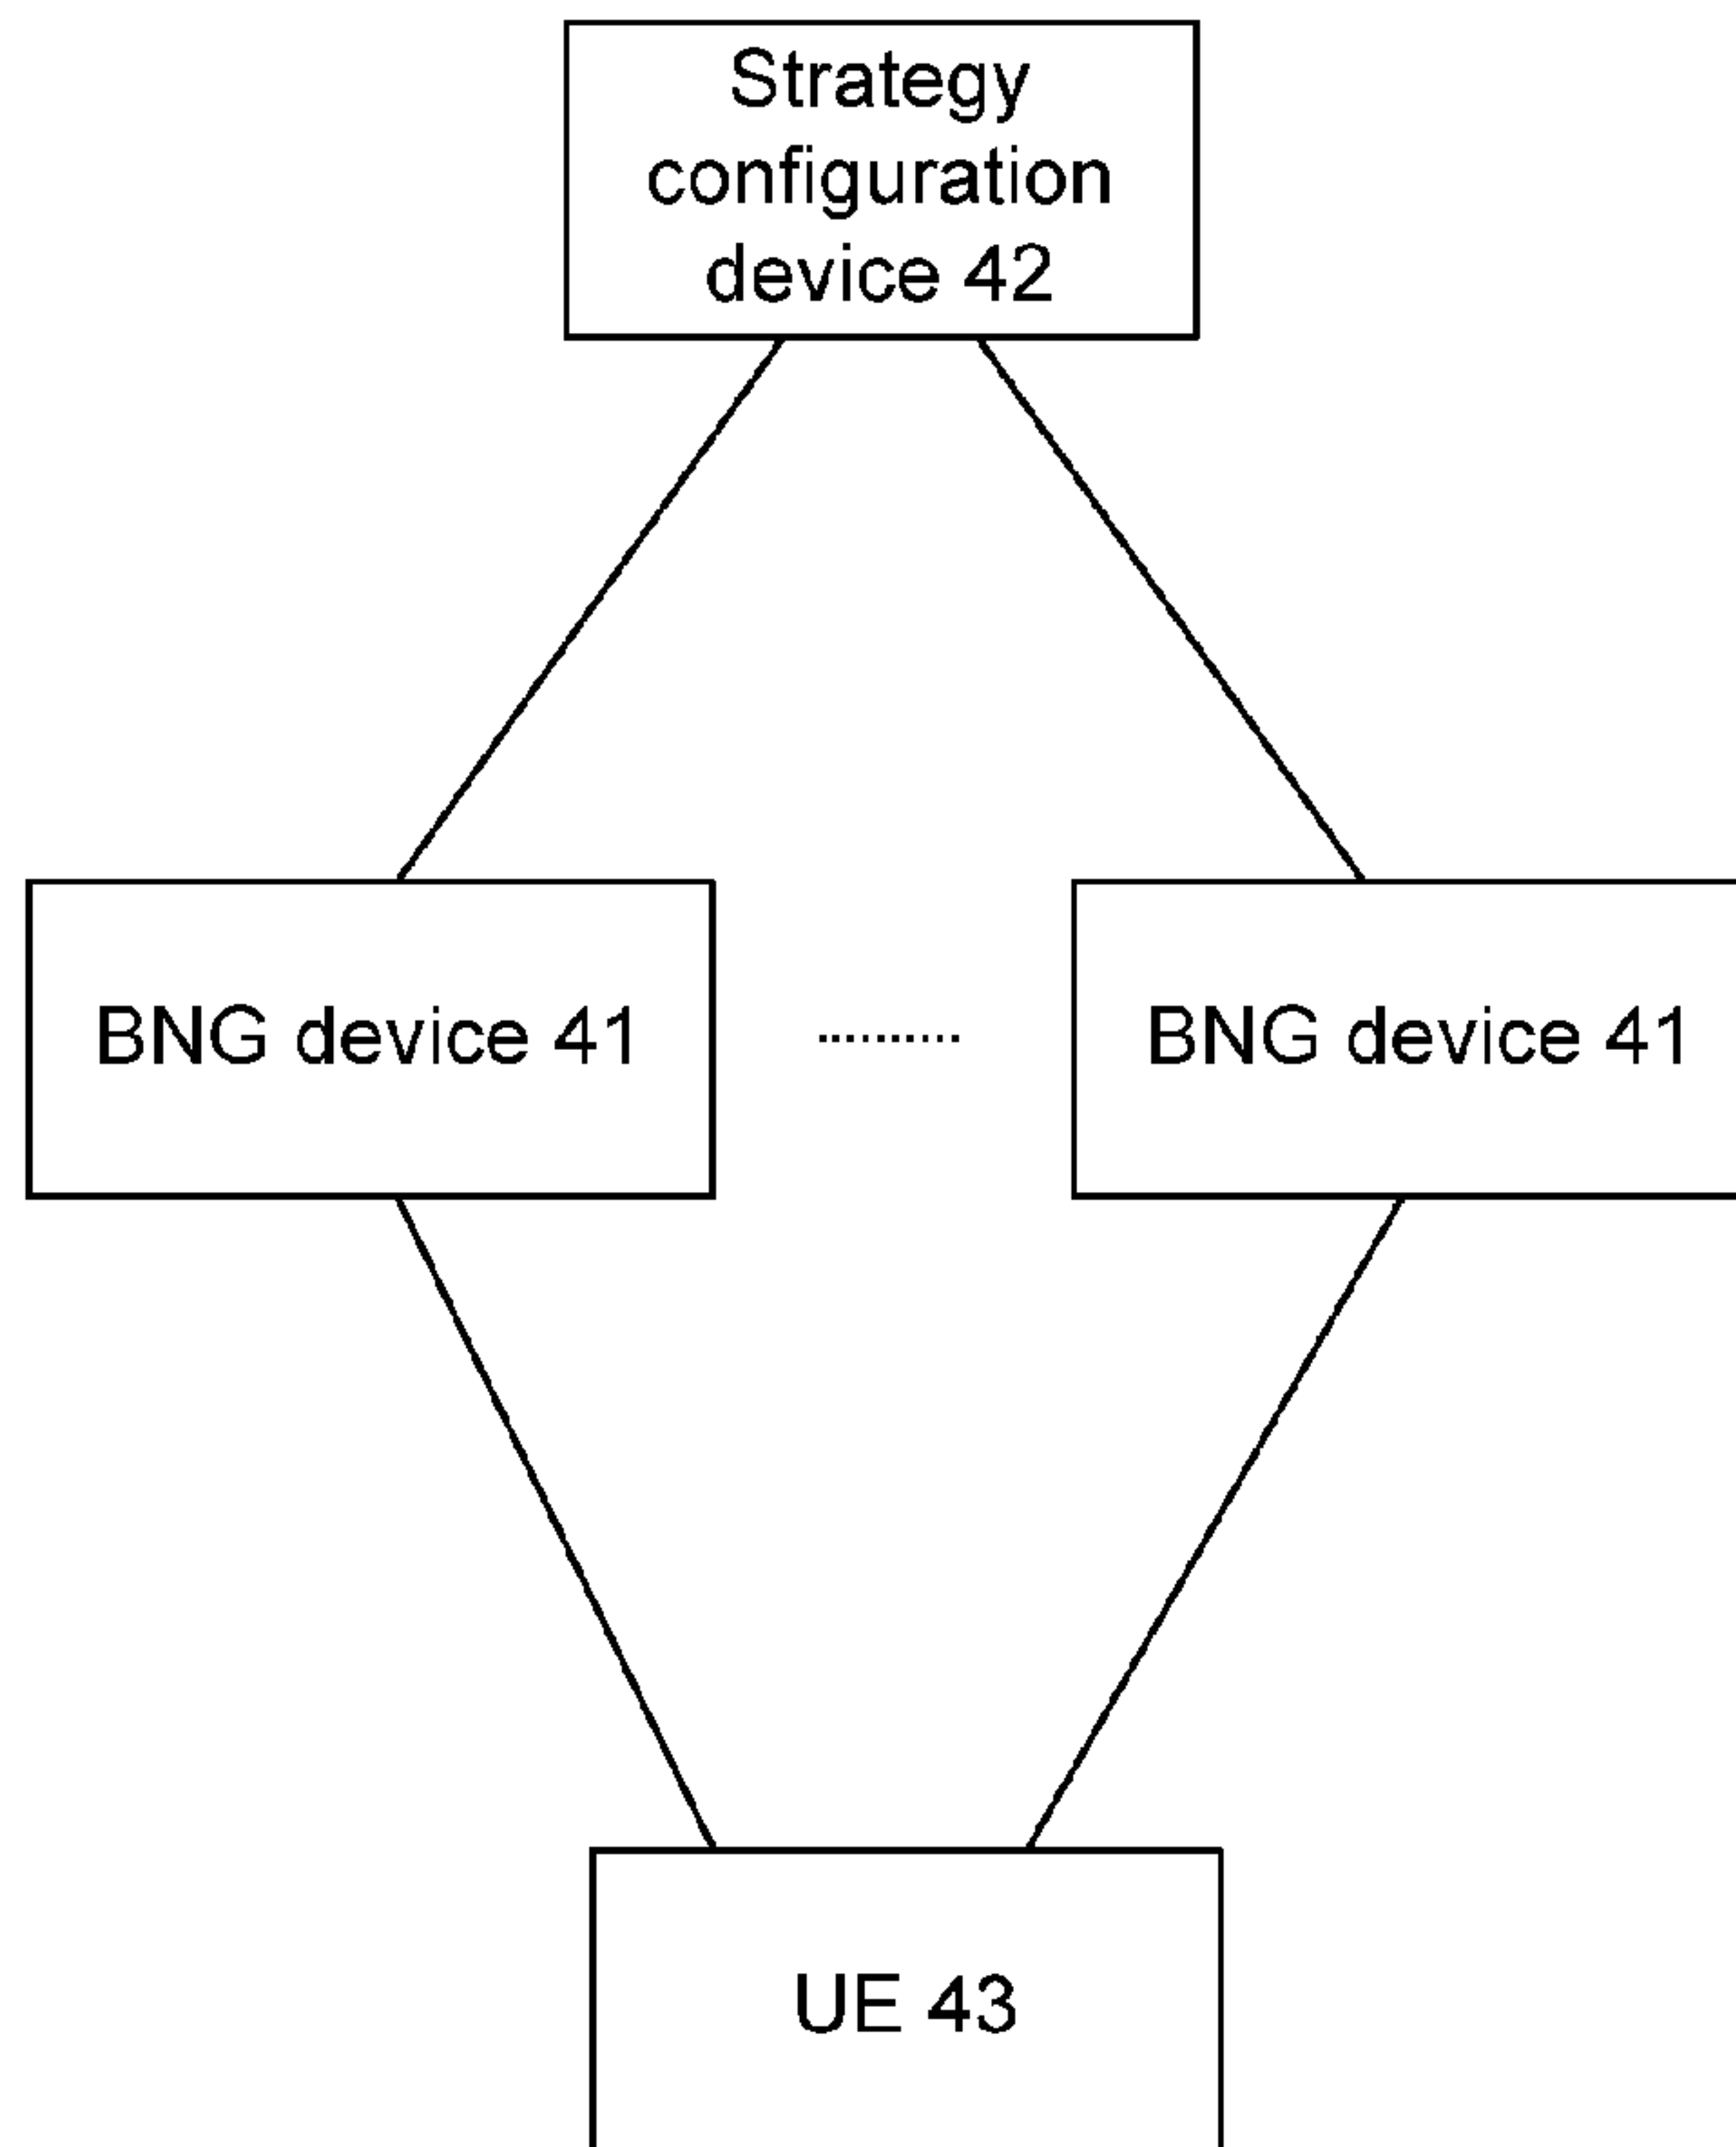 Strategy
configuration
device 42
BNG device 41
BNG device 41
UE 43